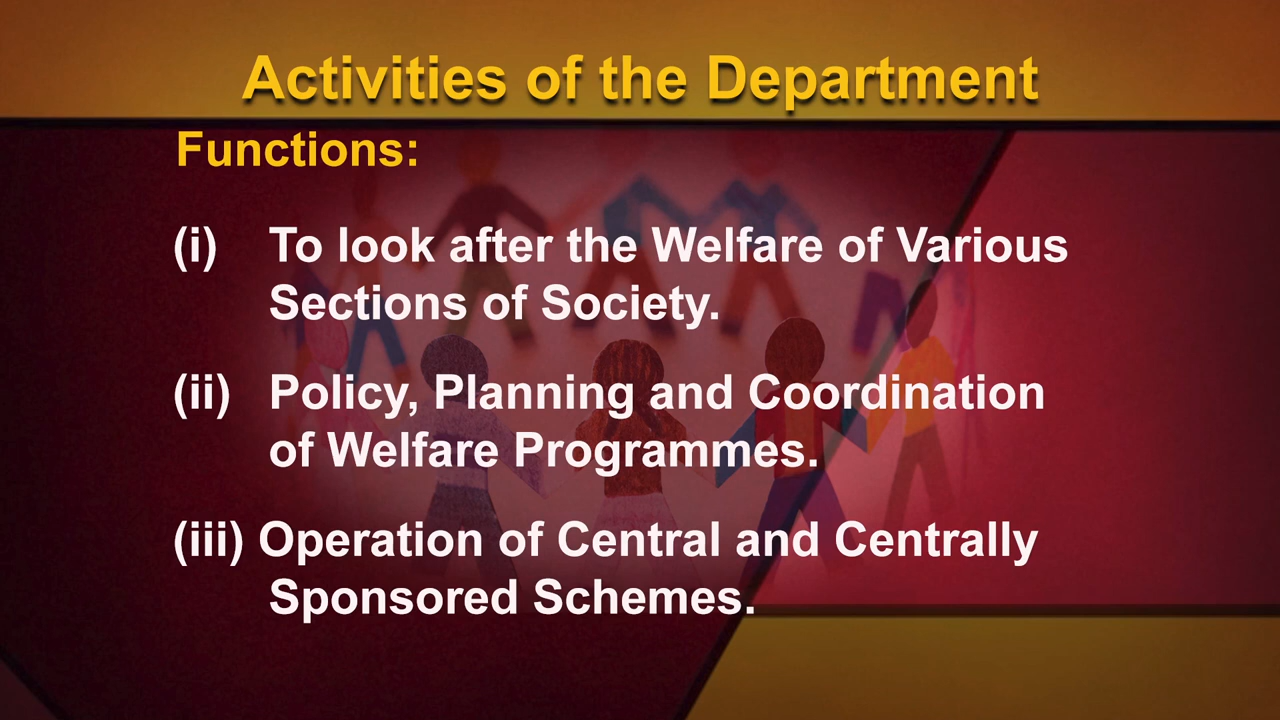 Activities of the Department
Functions:
(i) To look after the Welfare of Various
Sections of Society.
(ii) Policy, Planning and Coordination
of Welfare Programmes.
(iii) Operation of Central and Centrally
Sponsored Schemes.